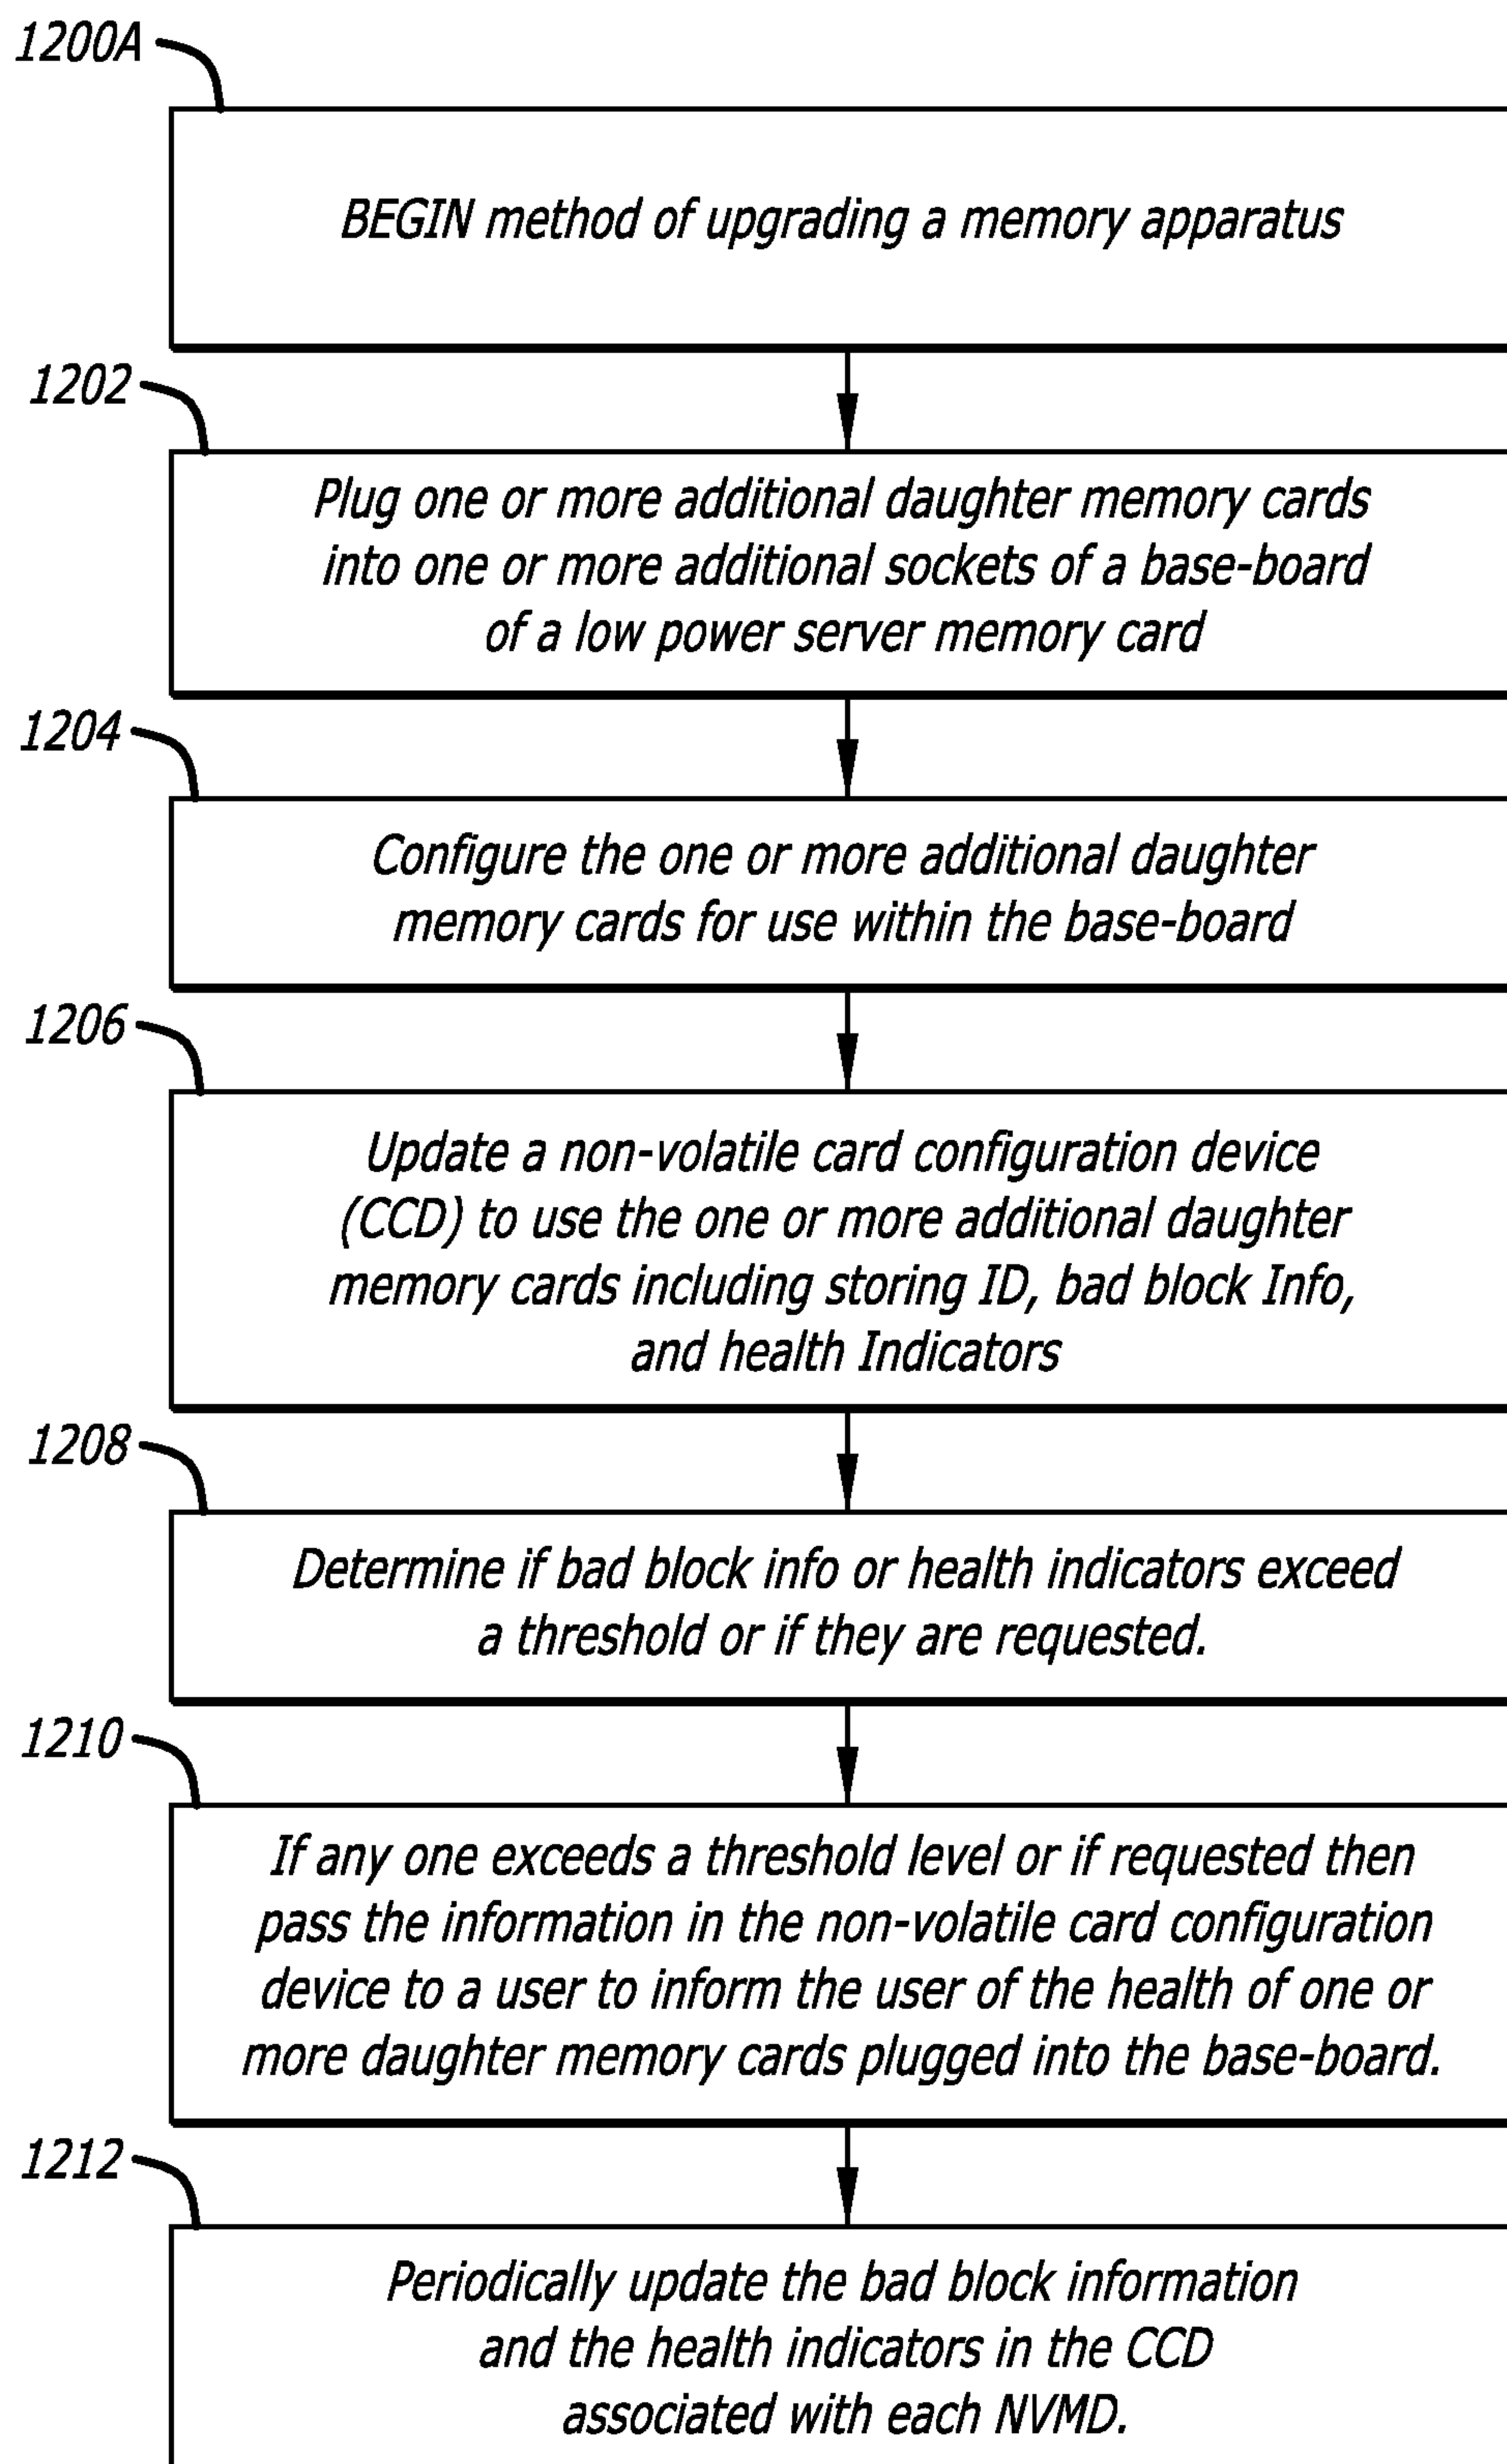 1200A
BEGIN method of upgrading a memory apparatus
1202
Plug one or more additional daughter memory cards
into one or more additional sockets of a base-board
of a low power server memory card
1204
Configure the one or more additional daughter
memory cards for use within the base-board
1206
Update a non-volatile card configuration device
(CCD) to use the one or more additional daughter
memory cards including storing ID, bad block Info,
and health Indicators
1208
Determine if bad block info or health indicators exceed
a threshold or if they are requested.
1210
If any one exceeds a threshold level or if requested then
pass the information in the non-volatile card configuration
device to a user to inform the user of the health of one or
more daughter memory cards plugged into the base-board.
1212
Periodically update the bad block information
and the health indicators in the CCD
associated with each NVMD.